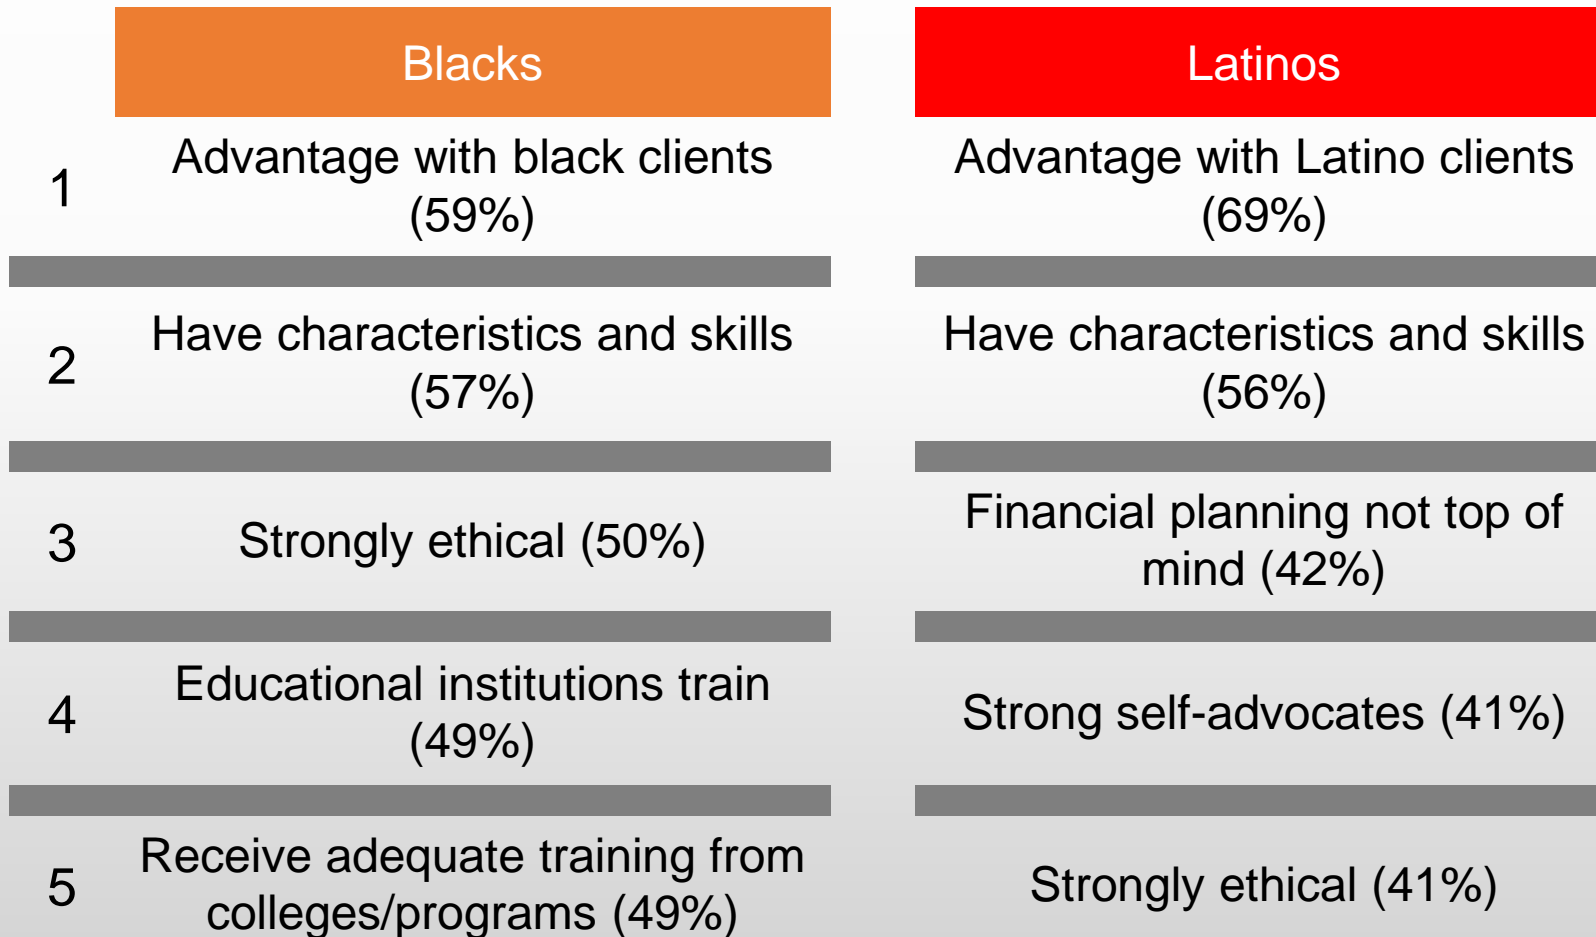 Blacks
Latinos
1
Advantage with black clients
(59%)
Advantage with Latino clients
(69%)
2
Have characteristics and skills
(57%)
Have characteristics and skills
(56%)
3
Strongly ethical (50%)
Financial planning not top of
mind (42%)
4
Educational institutions train
(49%)
Strong self-advocates (41%)
5
Receive adequate training from
colleges/programs (49%)
Strongly ethical (41%)